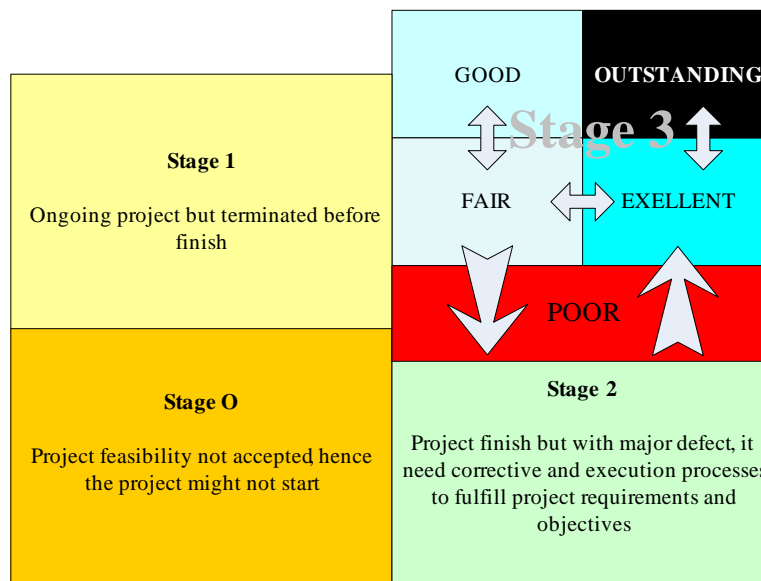 GOOD
OUTSTANDING
Stage 3
FAIR
EXELLENT
POOR
Stage 1
Ongoing project but terminated before
finish
Stage O
Project feasibility not accepted, hence
the project might not start
Stage 2
Project finish but with major defect, it
need corrective and execution processes
to fulfill project requirements and
objectives